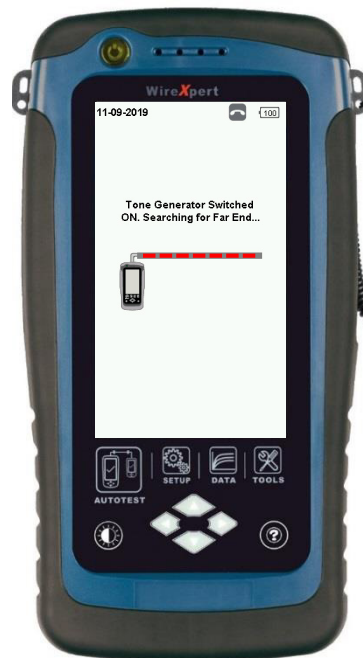 WireXpert
11-09-2019
100
Tone Generator Switched
ON. Searching for Far End...
AUTOTEST
SETUP
DATA
TOOLS
?